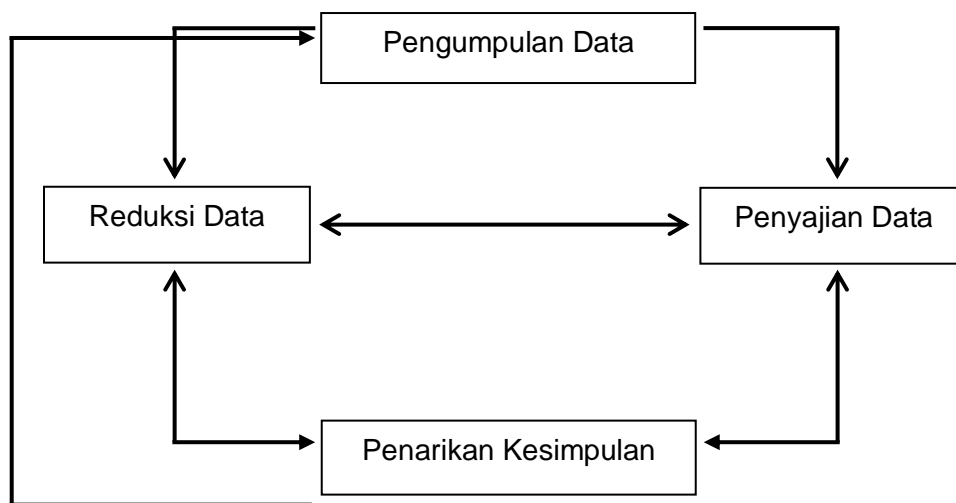 Pengumpulan Data
Reduksi Data
Penyajian Data
Penarikan Kesimpulan